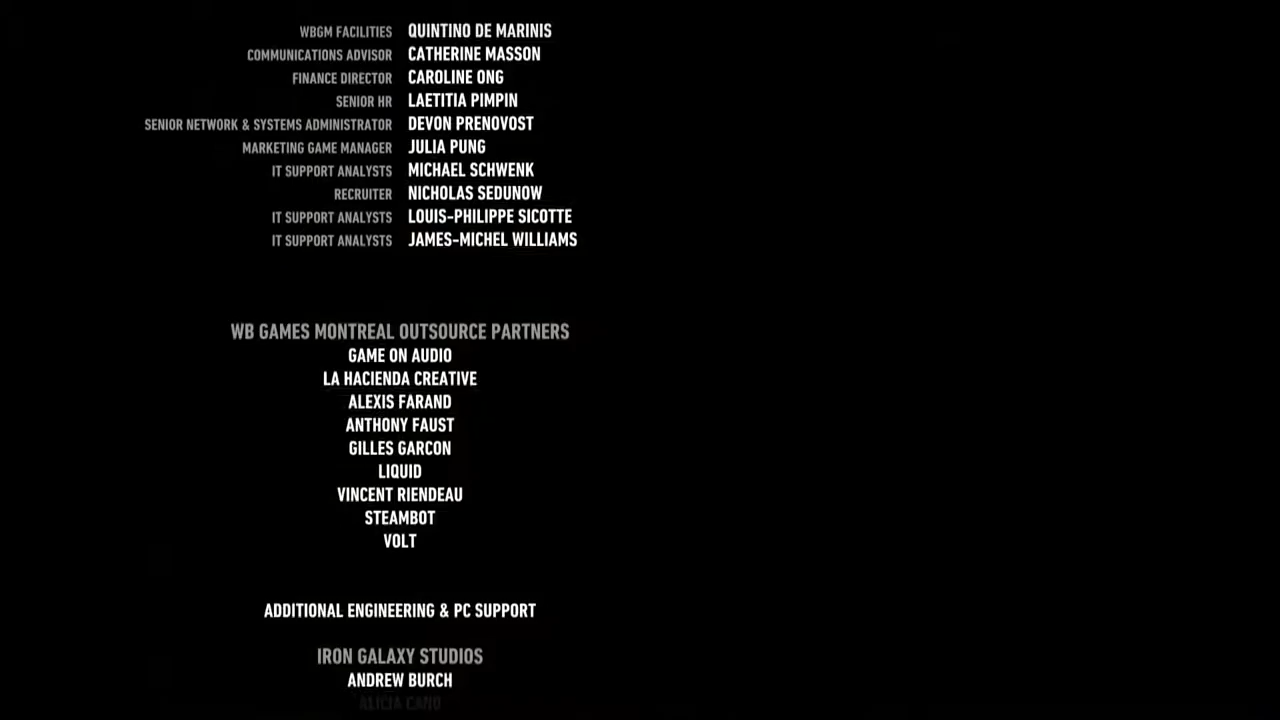 WBGM FACILITIES QUINTINO DE MARINIS
COMMUNICATIONS ADVISOR CATHERINE MASSON
FINANCE DIRECTOR CAROLINE ONG
SENIOR HR LAETITIA PIMPIN
SENIOR NETWORK & SYSTEMS ADMINISTRATOR DEVON PRENOVOST
MARKETING GAME MANAGER JULIA PUNG
IT SUPPORT ANALYSTS MICHAEL SCHWENK
RECRUITER NICHOLAS SEDUNOW
IT SUPPORT ANALYSTS LOUIS-PHILIPPE SICOTTE
IT SUPPORT ANALYSTS JAMES-MICHEL WILLIAMS
WB GAMES MONTREAL OUTSOURCE PARTNERS
GAME ON AUDIO
LA HACIENDA CREATIVE
ALEXIS FARAND
ANTHONY FAUST
GILLES GARCON
LIQUID
VINCENT RIENDEAU
STEAMBOT
VOLT
ADDITIONAL ENGINEERING & PC SUPPORT
IRON GALAXY STUDIOS
ANDREW BURCH
ALICIA CANO